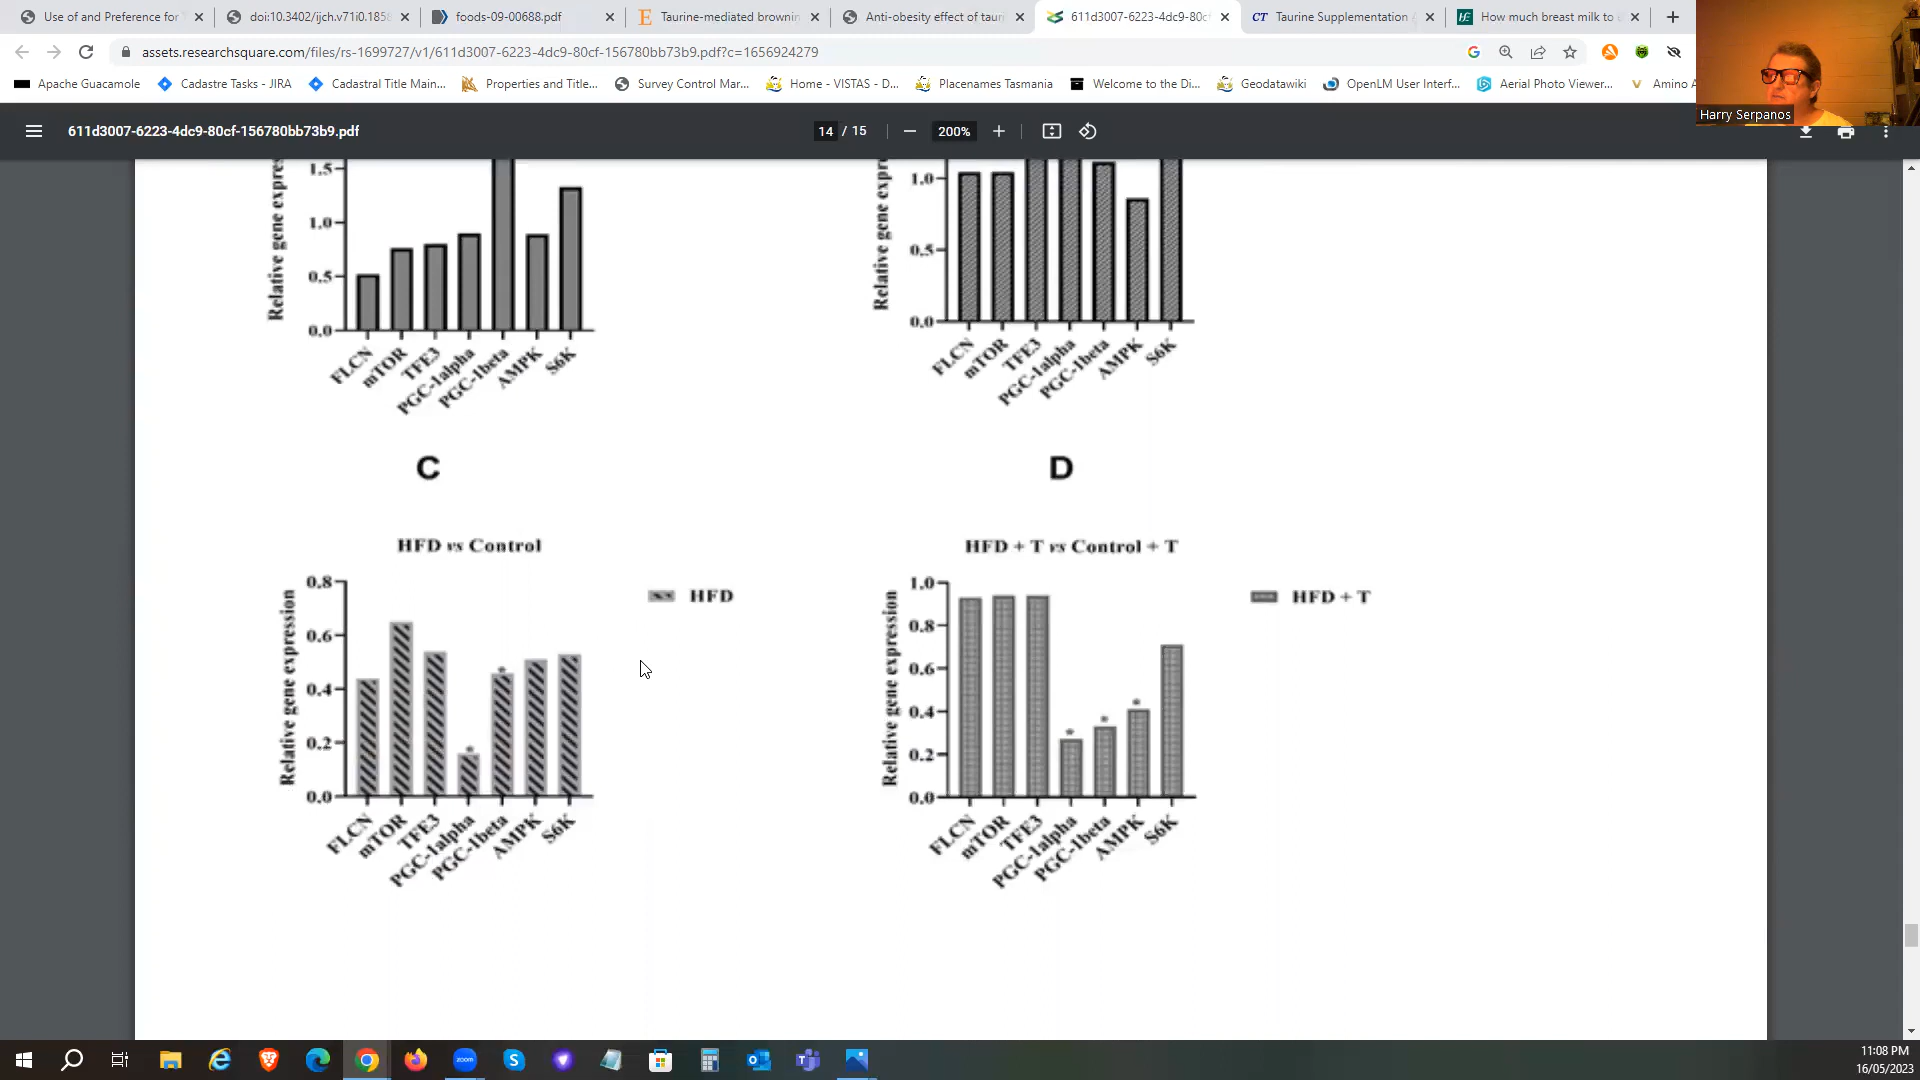 Use of and Preference for
doi:10.3402/ijch.v71i0.1858
foods-09-00688.pdf
Taurine-mediated brownin
Anti-obesity effect of taur
611d3007-6223-4dc9-80cf
CT Taurine Supplementation
How much breast milk to
assets.researchsquare.com/files/rs-1699727/v1/611d3007-6223-4dc9-80cf-156780bb73b9.pdf?c=1656924279
Apache Guacamole
Cadastre Tasks - JIRA
Cadastral Title Main...
Properties and Title...
Survey Control Mar...
Home - VISTAS - D...
Placenames Tasmania
Welcome to the Di...
Geodatawiki
OpenLM User Interf...
Aerial Photo Viewer...
Amino A
Harry Serpanos
611d3007-6223-4dc9-80cf-156780bb73b9.pdf
14 / 15
200%
Relative gene expre
1.5
1.0
0.5
0.0
FLCN
mTOR
TFE3
PGC-1alpha
PGC-1beta
AMPK
S6K
Relative gene expr
1.0
0.5
0.0
FLCN
mTOR
TFE3
PGC-1alpha
PGC-1beta
AMPK
S6K
C
HFD vs Control
Relative gene expression
0.8
0.6
0.4
0.2
0.0
*
*
HFD
FLCN
mTOR
TFE3
PGC-1alpha
PGC-1beta
AMPK
S6K
D
HFD + T vs Control + T
Relative gene expression
1.0
0.8
0.6
0.4
0.2
0.0
*
*
*
HFD + T
FLCN
mTOR
TFE3
PGC-1alpha
PGC-1beta
AMPK
S6K
11:08 PM
16/05/2023